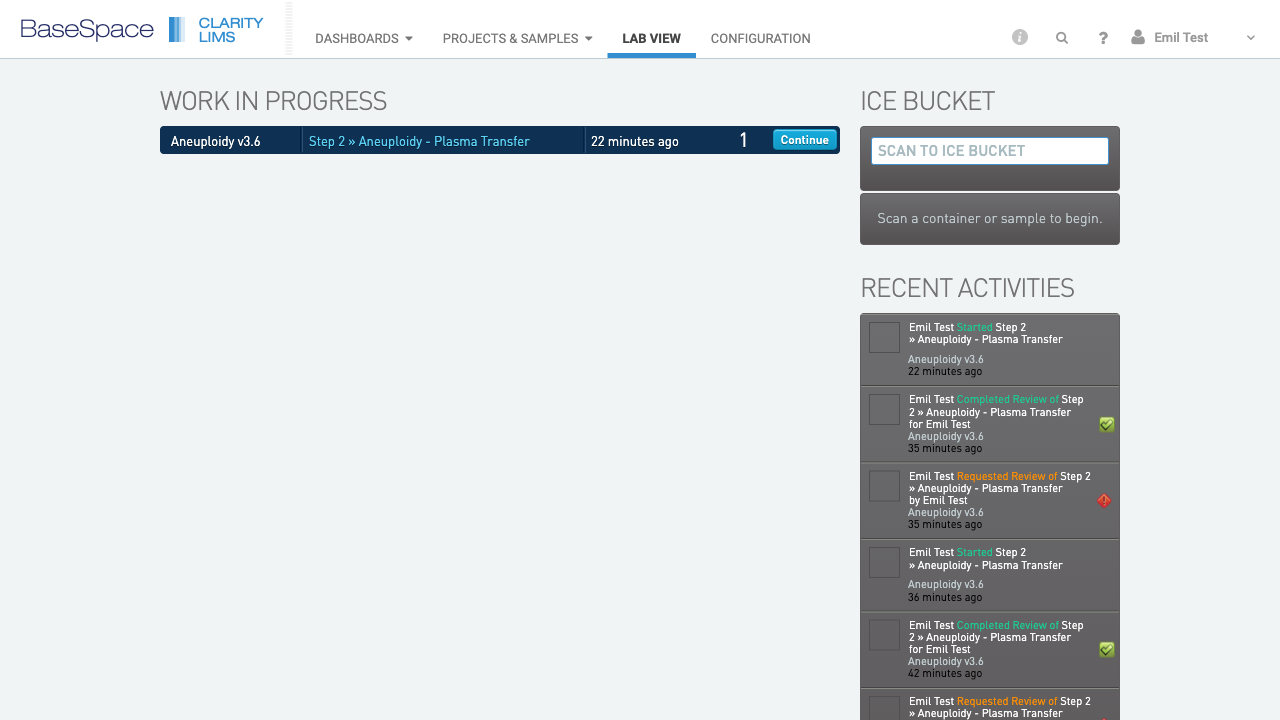 BaseSpace CLARITY LIMS
DASHBOARDS PROJECTS & SAMPLES LAB VIEW CONFIGURATION
? Emil Test
WORK IN PROGRESS
Aneuploidy v3.6 Step 2 » Aneuploidy - Plasma Transfer 22 minutes ago 1 Continue
ICE BUCKET
SCAN TO ICE BUCKET
Scan a container or sample to begin.
RECENT ACTIVITIES
Emil Test Started Step 2
» Aneuploidy - Plasma Transfer
Aneuploidy v3.6
22 minutes ago
Emil Test Completed Review of Step
2 » Aneuploidy - Plasma Transfer
for Emil Test
Aneuploidy v3.6
35 minutes ago
Emil Test Requested Review of Step 2
» Aneuploidy - Plasma Transfer
by Emil Test
Aneuploidy v3.6
35 minutes ago
Emil Test Started Step 2
» Aneuploidy - Plasma Transfer
Aneuploidy v3.6
36 minutes ago
Emil Test Completed Review of Step
2 » Aneuploidy - Plasma Transfer
for Emil Test
Aneuploidy v3.6
42 minutes ago
Emil Test Requested Review of Step 2
» Aneuploidy - Plasma Transfer